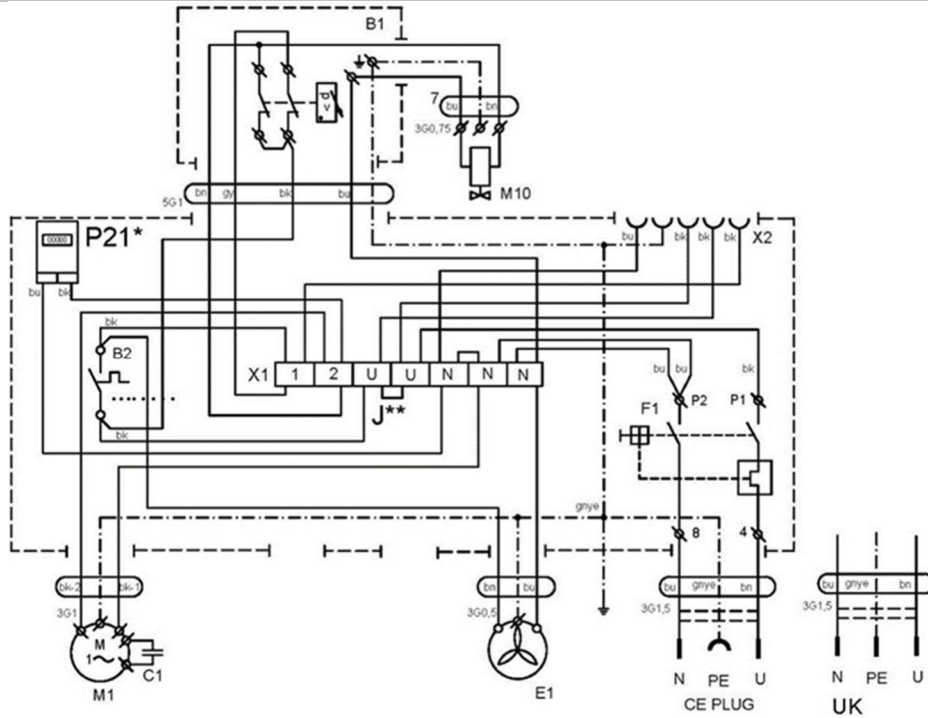 B1
7 bu bn
3G0,75
d
v
M10
bn gy bk bu
5G1
00000 P21*
bu bk
bu bk bk bk X2
bk
B2
X1 1 2 U U N N N
J**
bk
bu bu bk
P2 P1
F1
gnye
8 4
bk-2 bk-1
3G1
M
1~
C1
M1
bn bu
3G0,5
E1
bu gnye bn
3G1,5
N PE U
CE PLUG
bu gnye bn
3G1,5
N PE U
UK